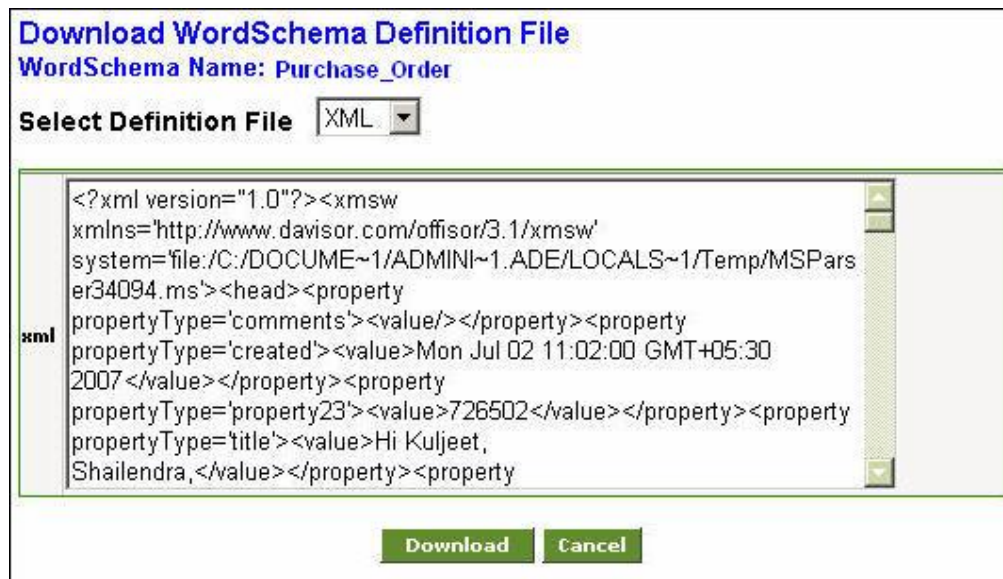 Download WordSchema Definition File
WordSchema Name: Purchase_Order
Select Definition File XML
xml
<?xml version="1.0"?><xmsw
xmlns='http://www.davisor.com/offisor/3.1/xmsw'
system='file:/C:/DOCUME~1/ADMINI~1.ADE/LOCALS~1/Temp/MSPars
er34094.ms'><head><property
propertyType='comments'><value/></property><property
propertyType='created'><value>Mon Jul 02 11:02:00 GMT+05:30
2007</value></property><property
propertyType='property23'><value>726502</value></property><property
propertyType='title'><value>Hi Kuljeet,
Shailendra,</value></property><property
Download Cancel